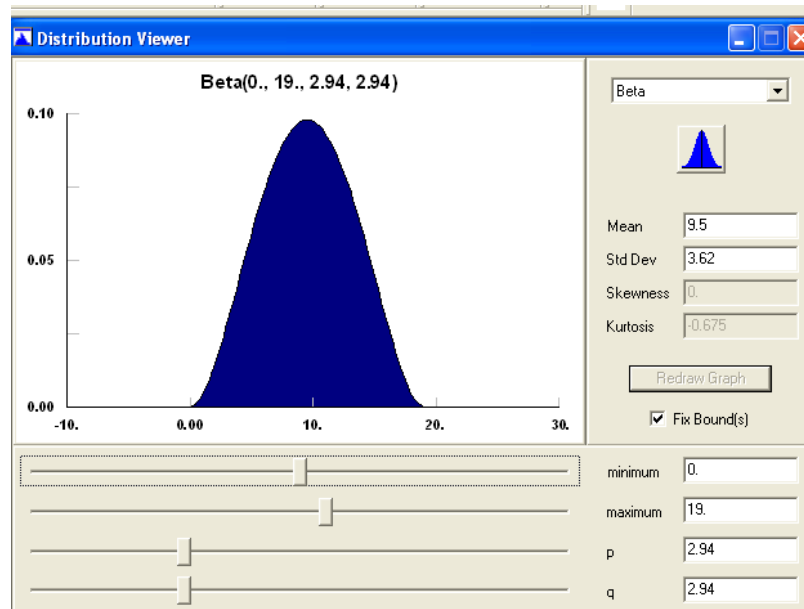 Distribution Viewer
Beta(0., 19., 2.94, 2.94)
0.10
0.05
0.00
-10.
0.00
10.
20.
30.
Beta
Mean 9.5
Std Dev 3.62
Skewness 0.
Kurtosis -0.675
Redraw Graph
Fix Bound(s)
minimum 0.
maximum 19.
p 2.94
q 2.94